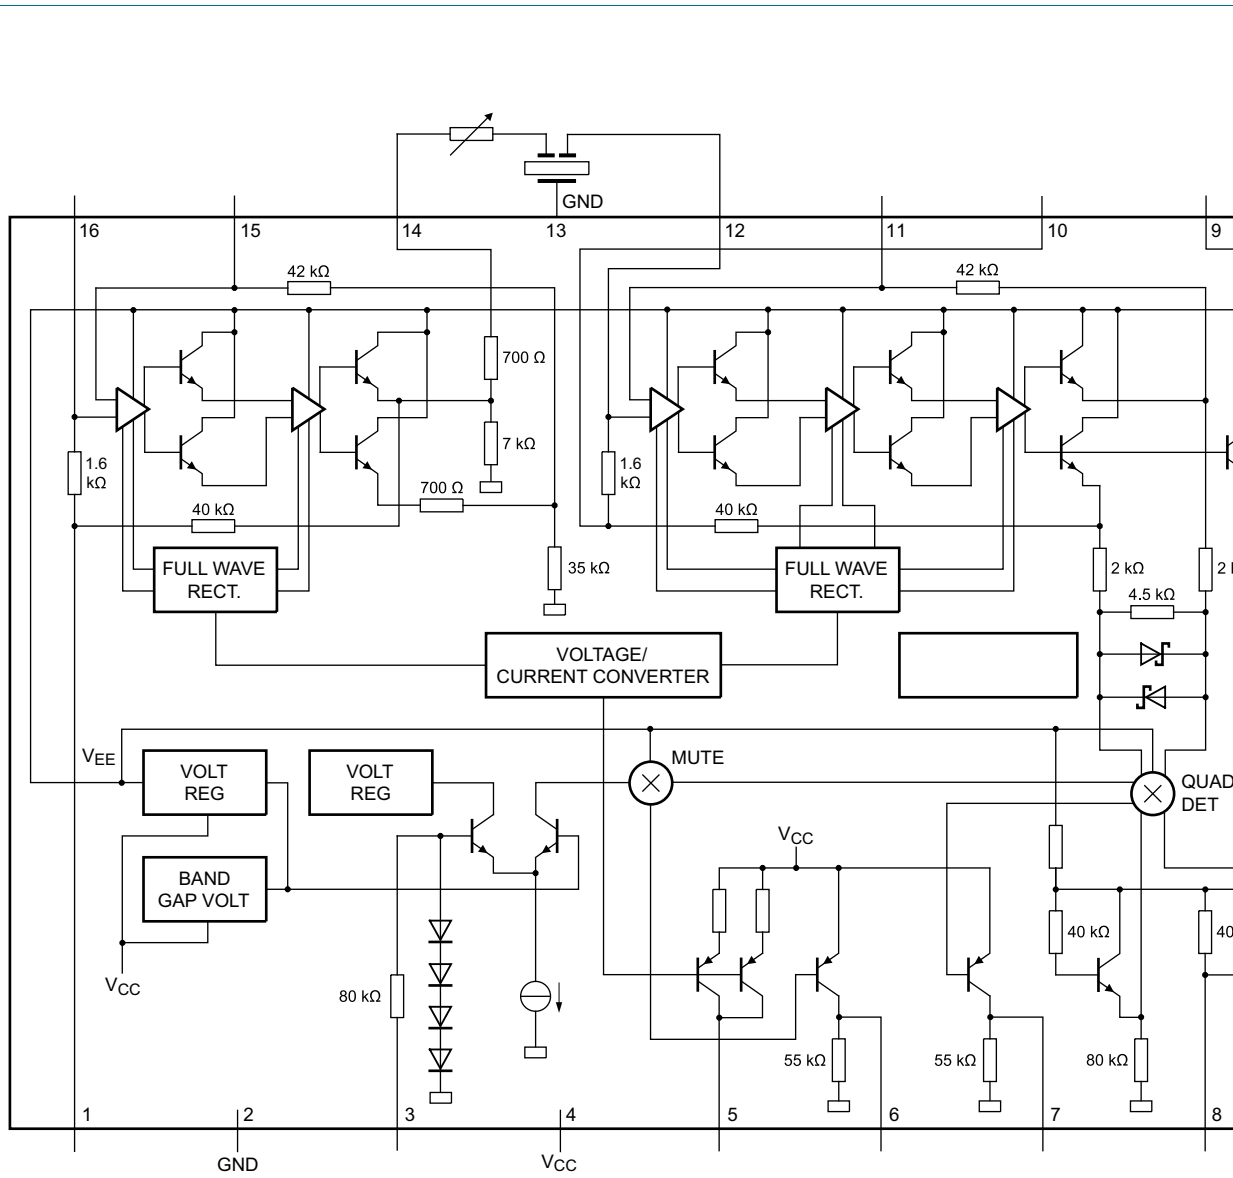 GND
16 15 14 13 12 11 10 9
42 kΩ 42 kΩ
700 Ω
7 kΩ
1.6
kΩ
1.6
kΩ
700 Ω
40 kΩ 40 kΩ
FULL WAVE
RECT.
35 kΩ
FULL WAVE
RECT.
2 kΩ 2
4.5 kΩ
VOLTAGE/
CURRENT CONVERTER
VEE
MUTE
VOLT
REG
VOLT
REG
QUAD
DET
VCC
BAND
GAP VOLT
40 kΩ 40
VCC
80 kΩ
55 kΩ 55 kΩ 80 kΩ
1 2 3 4 5 6 7 8
GND VCC